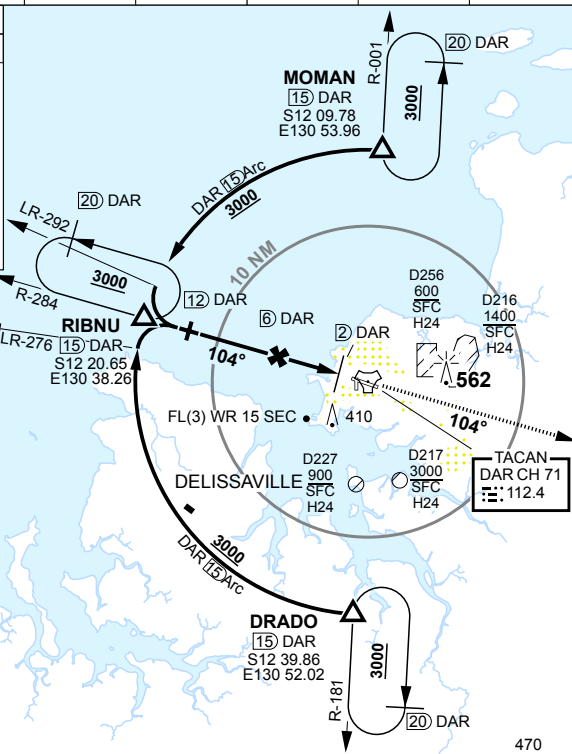 R-001
20 DAR
MOMAN
15 DAR
S12 09.78
E130 53.96
3000
DAR 15 Arc
3000
20 DAR
LR-292
3000
R-284
12 DAR
10 NM
RIBNU
LR-276
15 DAR
S12 20.65
E130 38.26
104°
6 DAR
2 DAR
D256
600
SFC
H24
D216
1400
SFC
H24
562
FL(3) WR 15 SEC
410
104°
TACAN
DAR CH 71
112.4
DELISSAVILLE
D227
900
SFC
H24
D217
3000
SFC
H24
3000
DAR 15 Arc
DRADO
15 DAR
S12 39.86
E130 52.02
3000
R-181
20 DAR
470